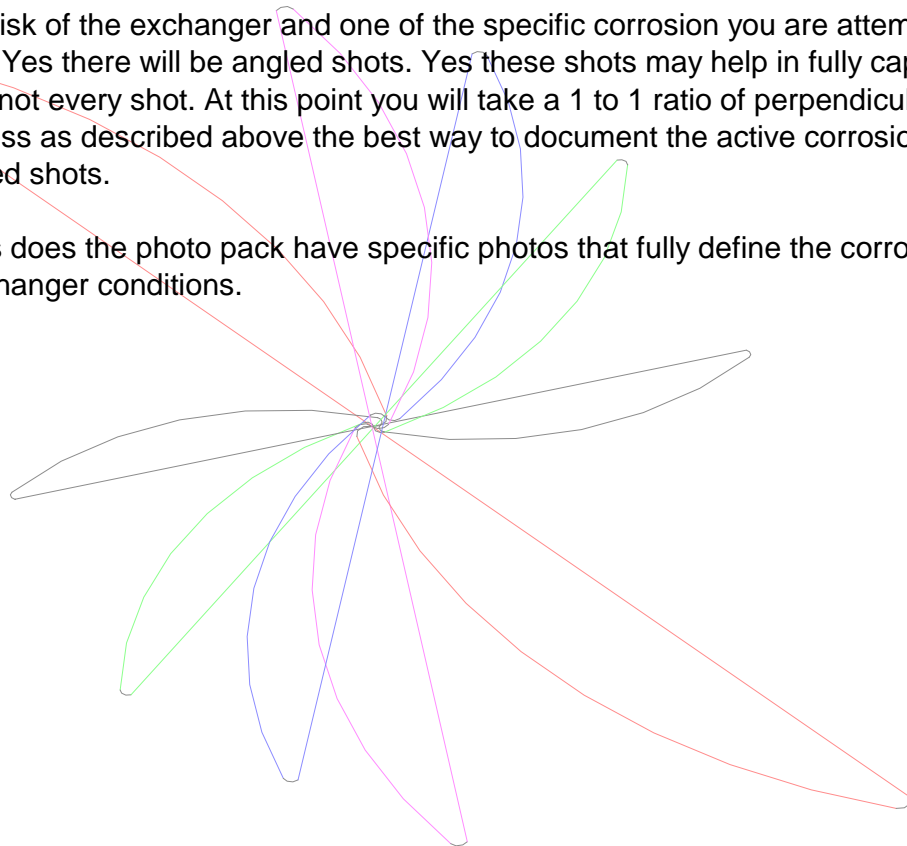 isk of the exchanger and one of the specific corrosion you are attem
Yes there will be angled shots. Yes these shots may help in fully cap
not every shot. At this point you will take a 1 to 1 ratio of perpendicul
ss as described above the best way to document the active corrosio
ed shots.
s does the photo pack have specific photos that fully define the corro
hanger conditions.